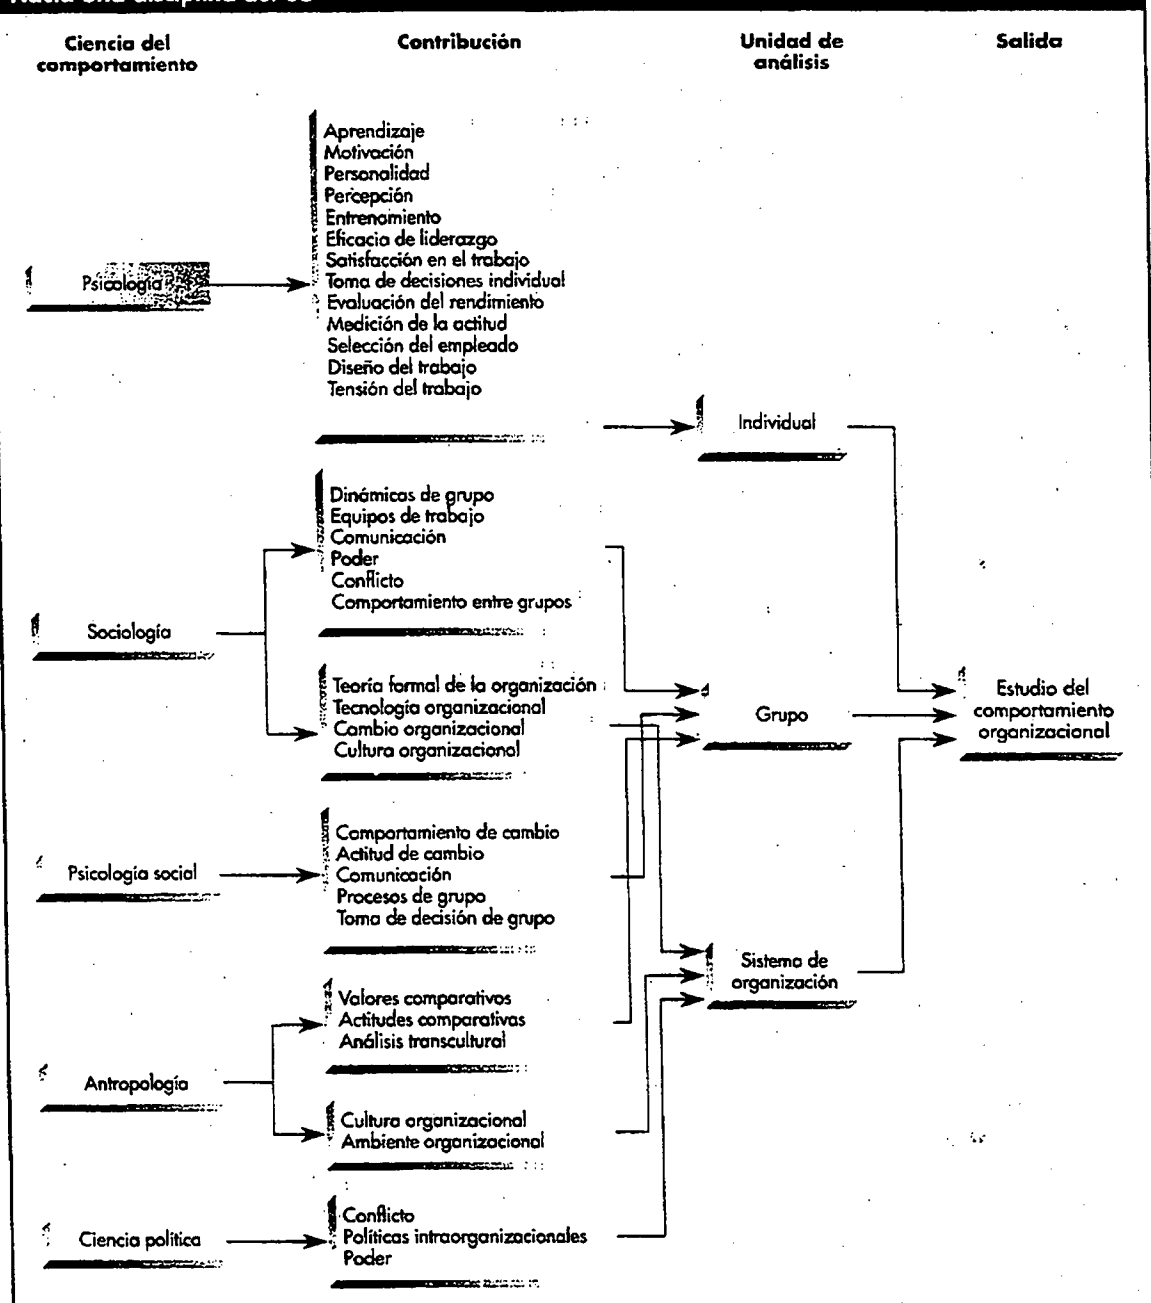 Ciencia del
comportamiento
Contribución
Unidad de
análisis
Salida
Psicología
Aprendizaje
Motivación
Personalidad
Percepción
Entrenamiento
Eficacia de liderazgo
Satisfacción en el trabajo
Toma de decisiones individual
Evaluación del rendimiento
Medición de la actitud
Selección del empleado
Diseño del trabajo
Tensión del trabajo
Individual
Sociología
Dinámicas de grupo
Equipos de trabajo
Comunicación
Poder
Conflicto
Comportamiento entre grupos
Teoría formal de la organización
Tecnología organizacional
Cambio organizacional
Cultura organizacional
Grupo
Estudio del
comportamiento
organizacional
Psicología social
Comportamiento de cambio
Actitud de cambio
Comunicación
Procesos de grupo
Toma de decisión de grupo
Sistema de
organización
Antropología
Valores comparativos
Actitudes comparativas
Análisis transcultural
Cultura organizacional
Ambiente organizacional
Ciencia política
Conflicto
Políticas intraorganizacionales
Poder